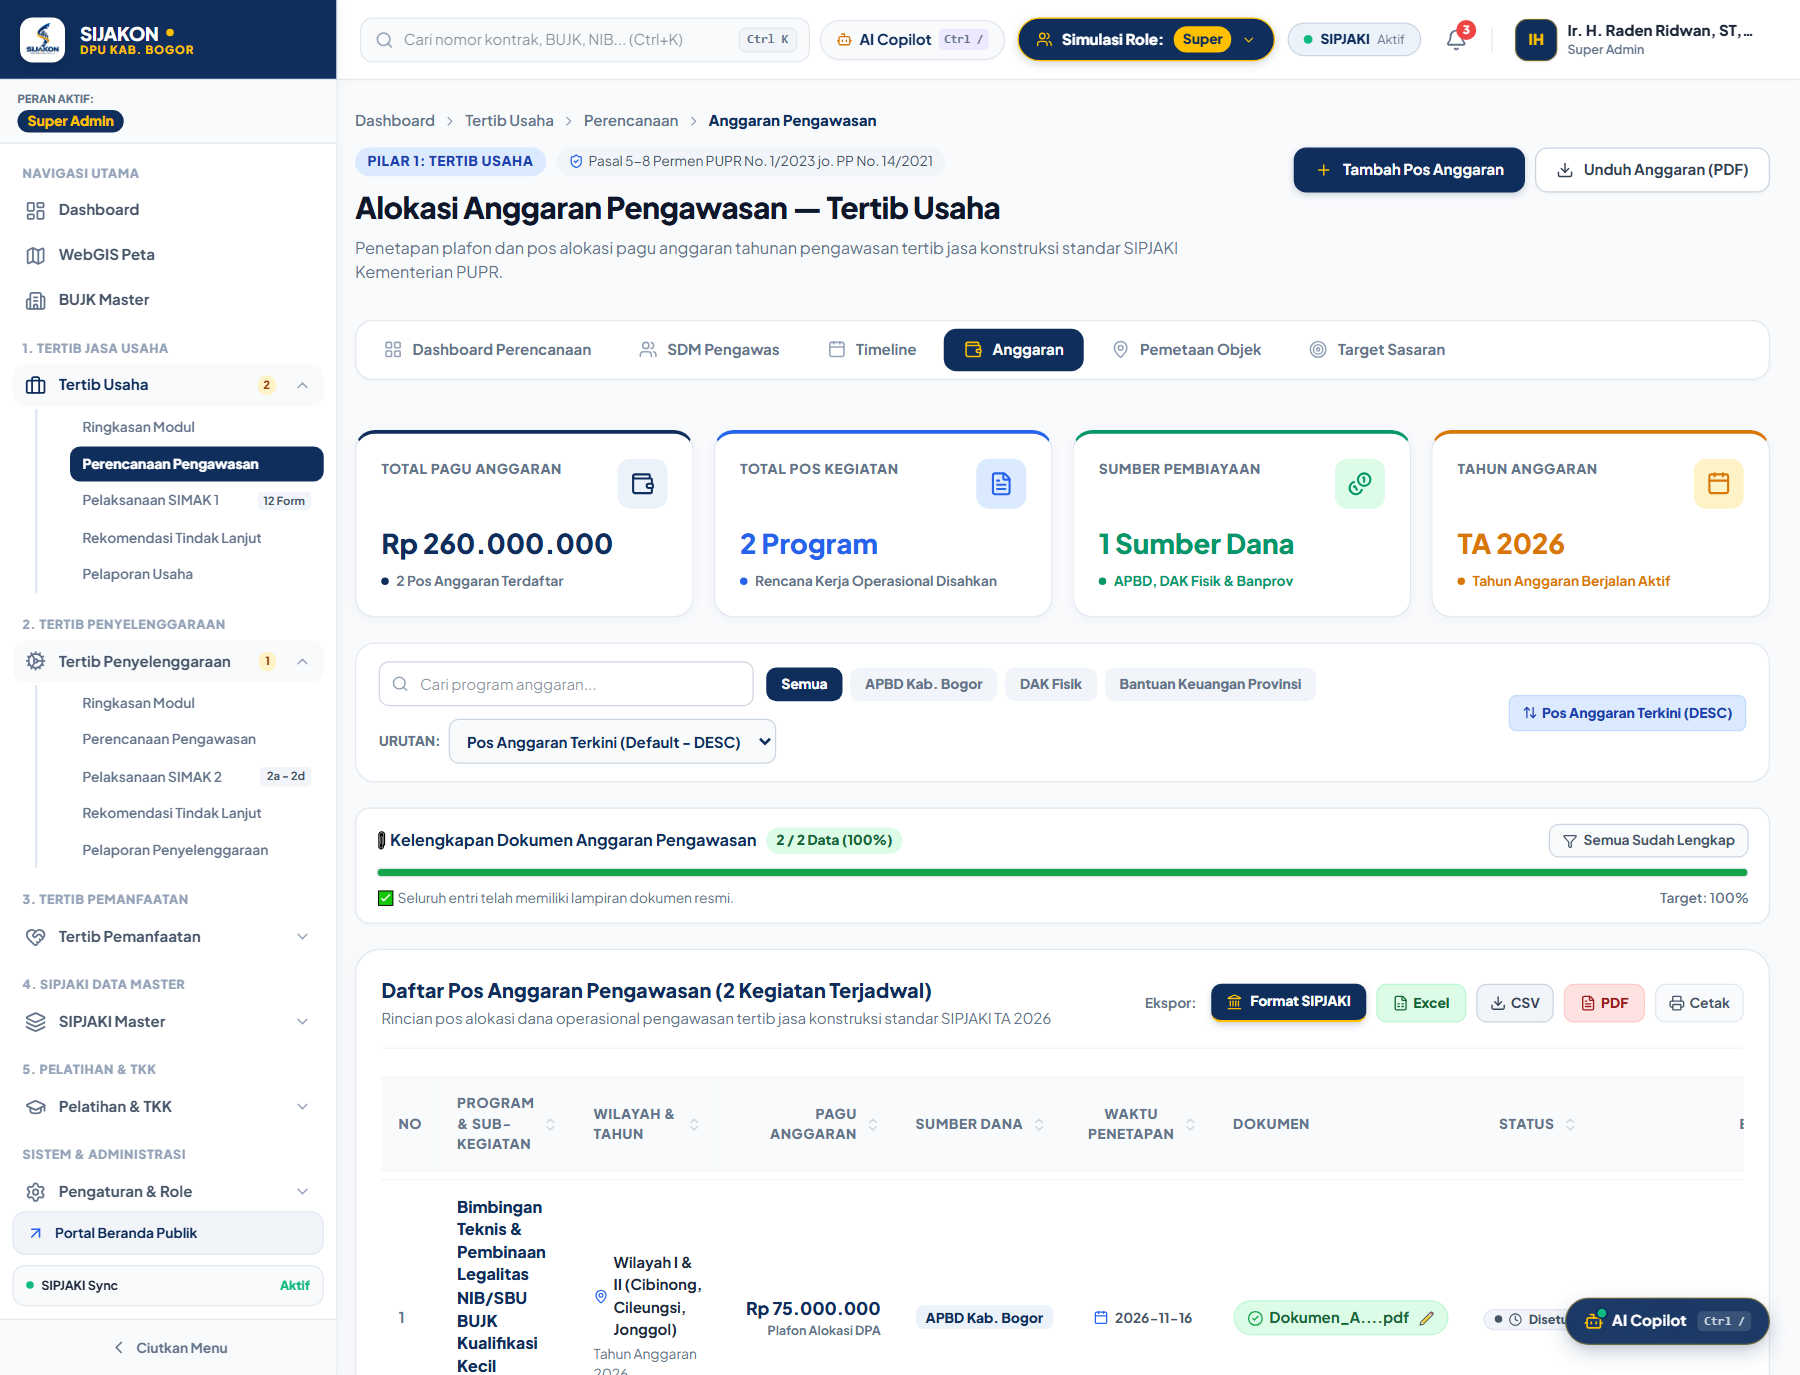 SIJAKON
DPU KAB. BOGOR
Cari nomor kontrak, BUJK, NIB... (Ctrl+K)
Ctrl K
AI Copilot
Ctrl /
Simulasi Role:
Super
SIPJAKI
Aktif
3
IH
Ir. H. Raden Ridwan, ST,...
Super Admin
PERAN AKTIF:
Super Admin
NAVIGASI UTAMA
Dashboard
WebGIS Peta
BUJK Master
1. TERTIB JASA USAHA
Tertib Usaha
2
Ringkasan Modul
Perencanaan Pengawasan
Pelaksanaan SIMAK 1
12 Form
Rekomendasi Tindak Lanjut
Pelaporan Usaha
2. TERTIB PENYELENGGARAAN
Tertib Penyelenggaraan
1
Ringkasan Modul
Perencanaan Pengawasan
Pelaksanaan SIMAK 2
2a - 2d
Rekomendasi Tindak Lanjut
Pelaporan Penyelenggaraan
3. TERTIB PEMANFAATAN
Tertib Pemanfaatan
4. SIPJAKI DATA MASTER
SIPJAKI Master
5. PELATIHAN & TKK
Pelatihan & TKK
SISTEM & ADMINISTRASI
Pengaturan & Role
Portal Beranda Publik
SIPJAKI Sync
Aktif
Ciutkan Menu
Dashboard > Tertib Usaha > Perencanaan > Anggaran Pengawasan
PILAR 1: TERTIB USAHA
Pasal 5–8 Permen PUPR No. 1/2023 jo. PP No. 14/2021
Tambah Pos Anggaran
Unduh Anggaran (PDF)
Alokasi Anggaran Pengawasan — Tertib Usaha
Penetapan plafon dan pos alokasi pagu anggaran tahunan pengawasan tertib jasa konstruksi standar SIPJAKI
Kementerian PUPR.
Dashboard Perencanaan
SDM Pengawas
Timeline
Anggaran
Pemetaan Objek
Target Sasaran
TOTAL PAGU ANGGARAN
Rp 260.000.000
2 Pos Anggaran Terdaftar
TOTAL POS KEGIATAN
2 Program
Rencana Kerja Operasional Disahkan
SUMBER PEMBIAYAAN
1 Sumber Dana
APBD, DAK Fisik & Banprov
TAHUN ANGGARAN
TA 2026
Tahun Anggaran Berjalan Aktif
Cari program anggaran...
Semua
APBD Kab. Bogor
DAK Fisik
Bantuan Keuangan Provinsi
URUTAN:
Pos Anggaran Terkini (Default - DESC)
Pos Anggaran Terkini (DESC)
Kelengkapan Dokumen Anggaran Pengawasan
2 / 2 Data (100%)
Semua Sudah Lengkap
Seluruh entri telah memiliki lampiran dokumen resmi.
Target: 100%
Daftar Pos Anggaran Pengawasan (2 Kegiatan Terjadwal)
Rincian pos alokasi dana operasional pengawasan tertib jasa konstruksi standar SIPJAKI TA 2026
Ekspor:
Format SIPJAKI
Excel
CSV
PDF
Cetak
NO
PROGRAM
& SUB-
KEGIATAN
WILAYAH &
TAHUN
PAGU
ANGGARAN
SUMBER DANA
WAKTU
PENETAPAN
DOKUMEN
STATUS
1
Bimbingan
Teknis &
Pembinaan
Legalitas
NIB/SBU
BUJK
Kualifikasi
Kecil
Wilayah I &
II (Cibinong,
Cileungsi,
Jonggol)
Tahun Anggaran
2026
Rp 75.000.000
Plafon Alokasi DPA
APBD Kab. Bogor
2026-11-16
Dokumen_A....pdf
Disetu
AI Copilot
Ctrl /